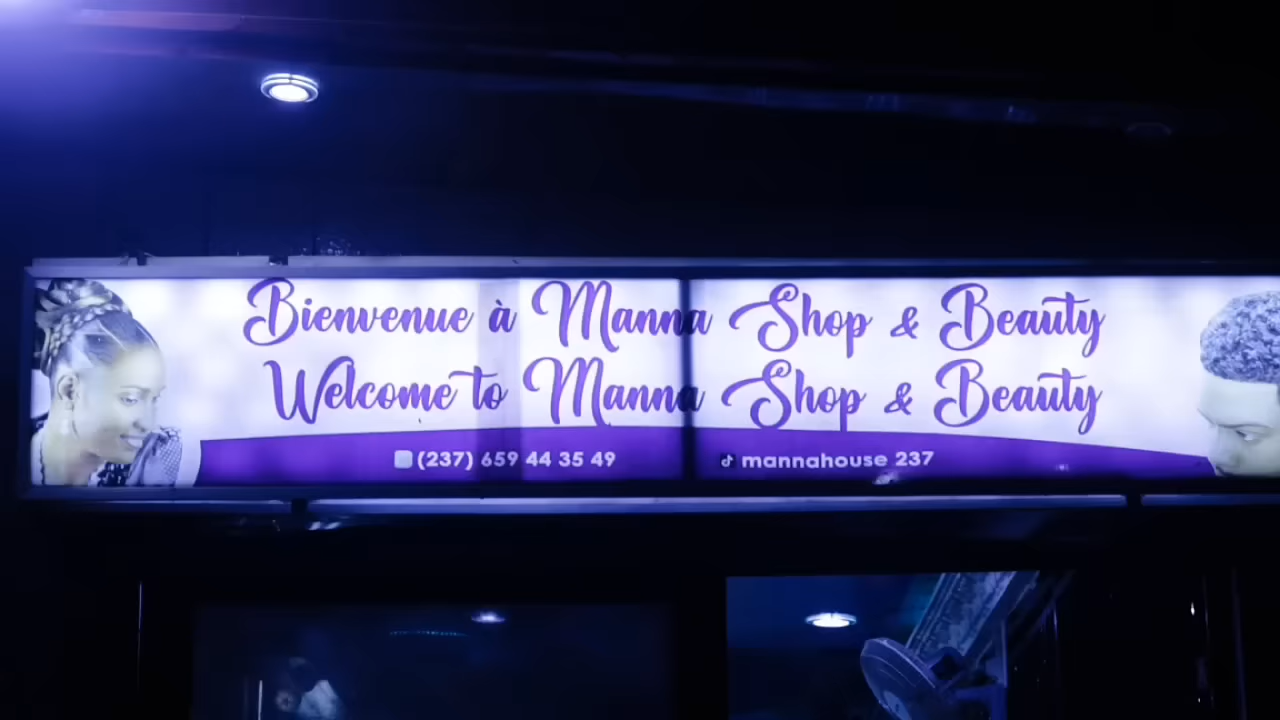 Bienvenue à Manna Shop & Beauty
Welcome to Manna Shop & Beauty
(237) 659 44 35 49 mannahouse 237